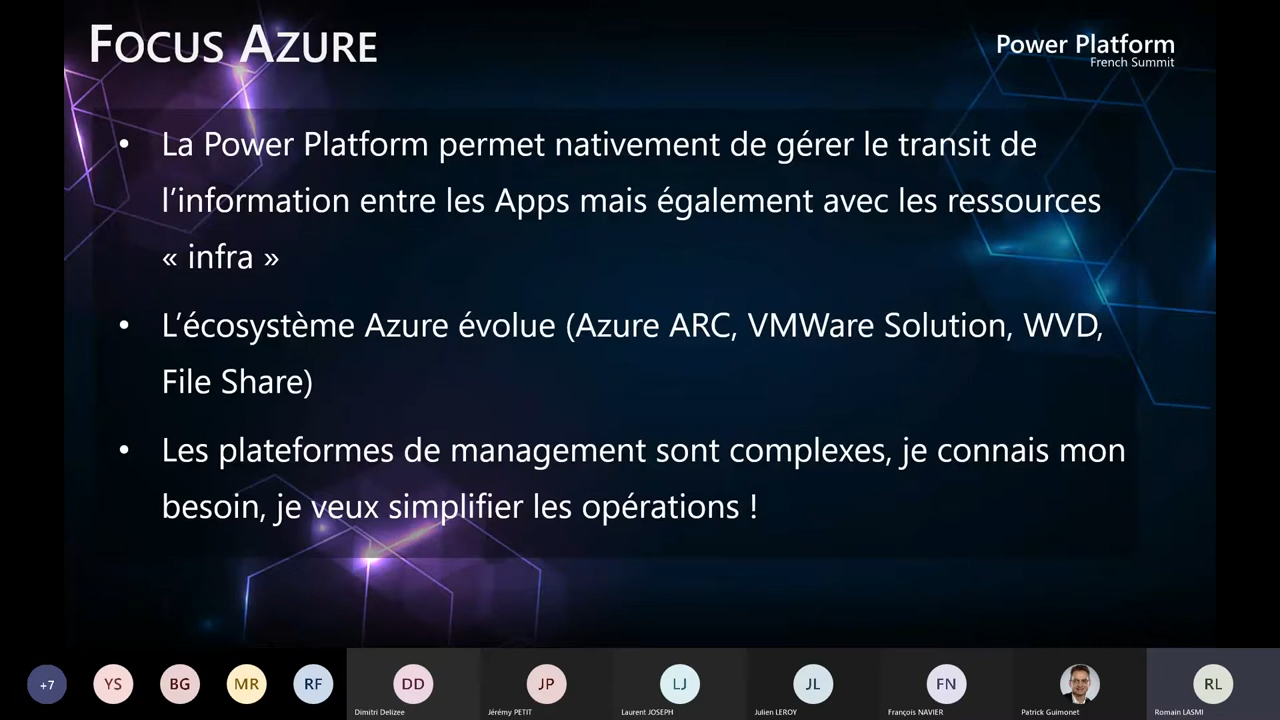 FOCUS AZURE
Power Platform
French Summit
• La Power Platform permet nativement de gérer le transit de
l’information entre les Apps mais également avec les ressources
« infra »
• L’écosystème Azure évolue (Azure ARC, VMWare Solution, WVD,
File Share)
• Les plateformes de management sont complexes, je connais mon
besoin, je veux simplifier les opérations !
+7 YS BG MR RF DD JP LJ JL FN RL
Dimitri Delizee Jérémy PETIT Laurent JOSEPH Julien LEROY François NAVIER Patrick Guimonet Romain LASMI